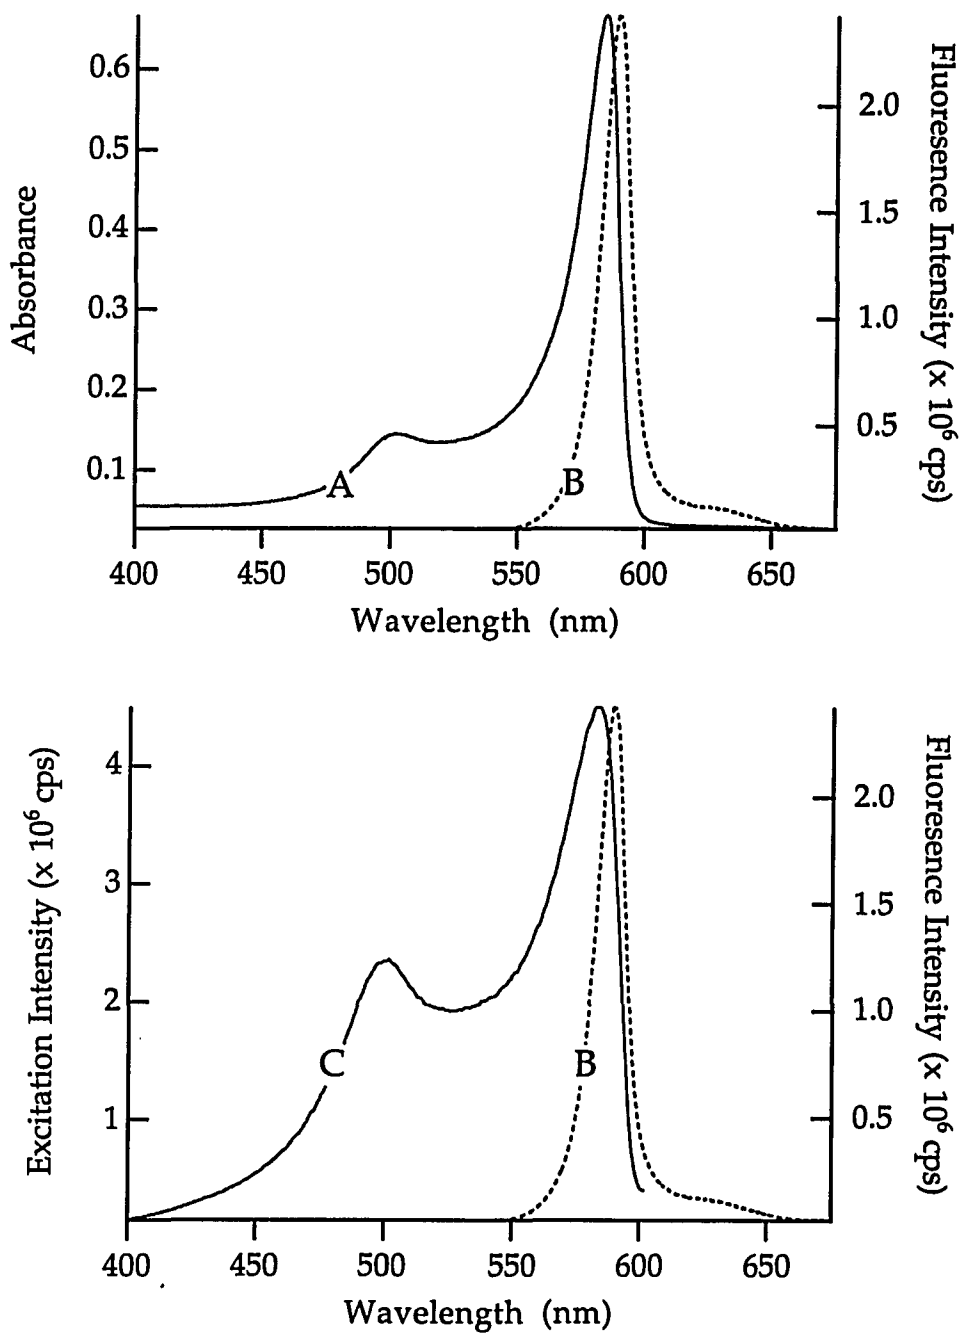 Absorbance
0.6
0.5
0.4
0.3
0.2
0.1
A
B
2.0
1.5
1.0
0.5
Fluoresence Intensity (x 10⁶ cps)
400 450 500 550 600 650
Wavelength (nm)
Excitation Intensity (x 10⁶ cps)
4
3
2
1
C
B
2.0
1.5
1.0
0.5
Fluoresence Intensity (x 10⁶ cps)
400 450 500 550 600 650
Wavelength (nm)